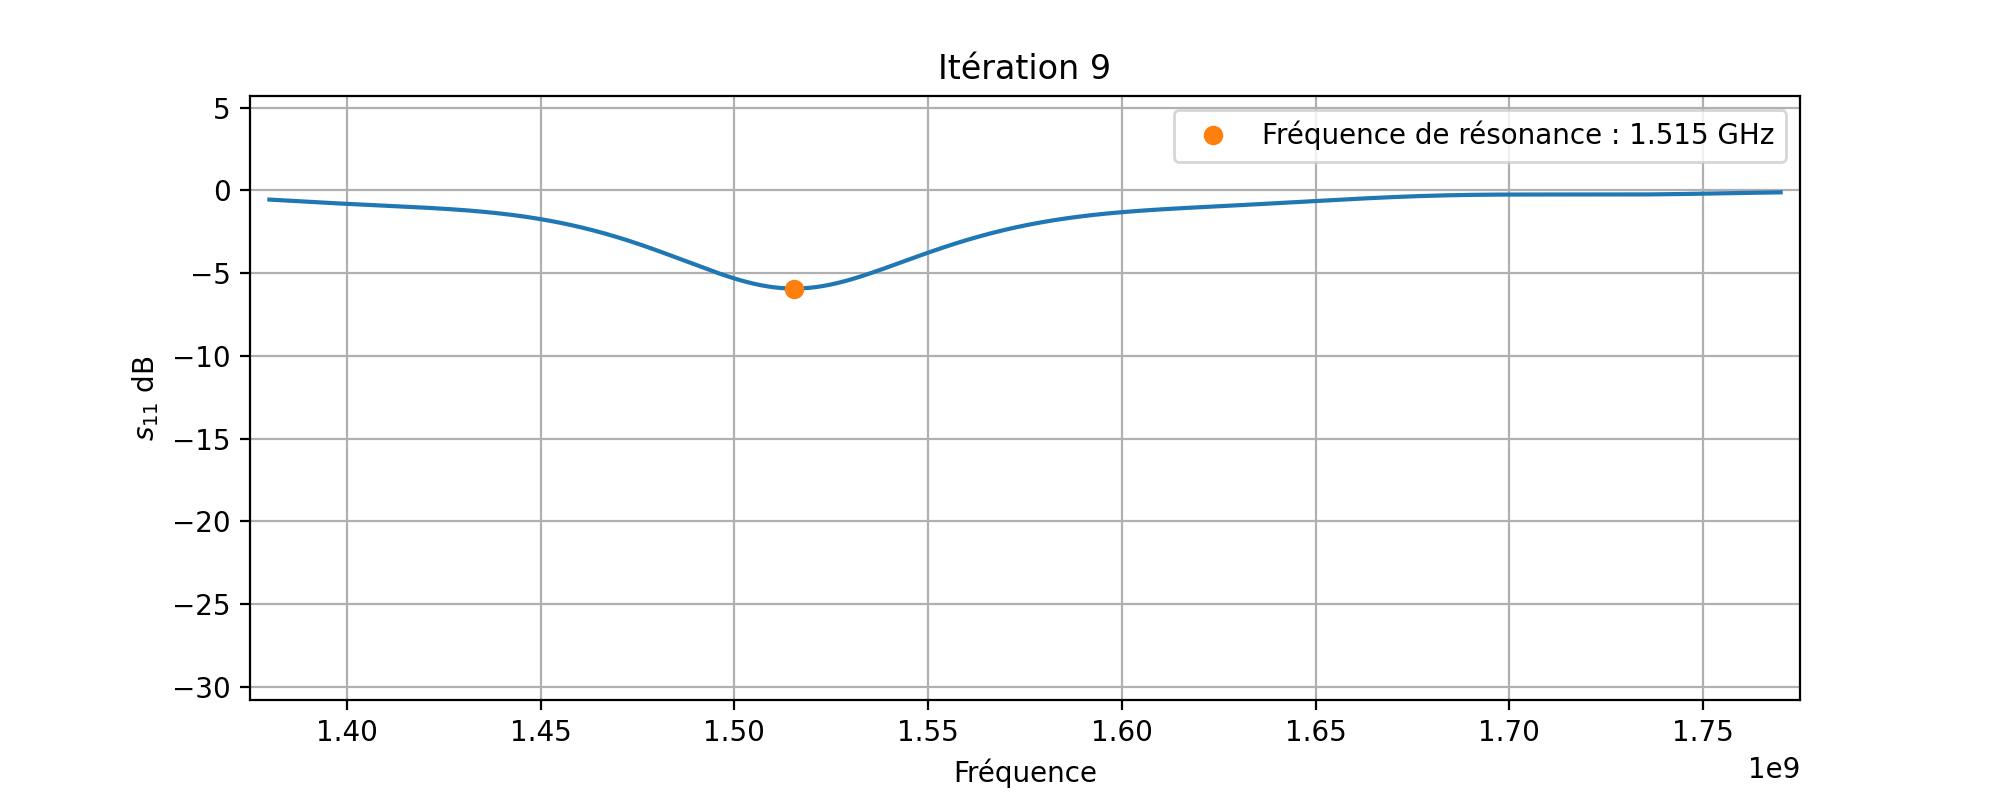 Itération 9
Fréquence de résonance : 1.515 GHz
5
0
−5
−10
−15
−20
−25
−30
s₁₁ dB
1.40 1.45 1.50 1.55 1.60 1.65 1.70 1.75
1e9
Fréquence